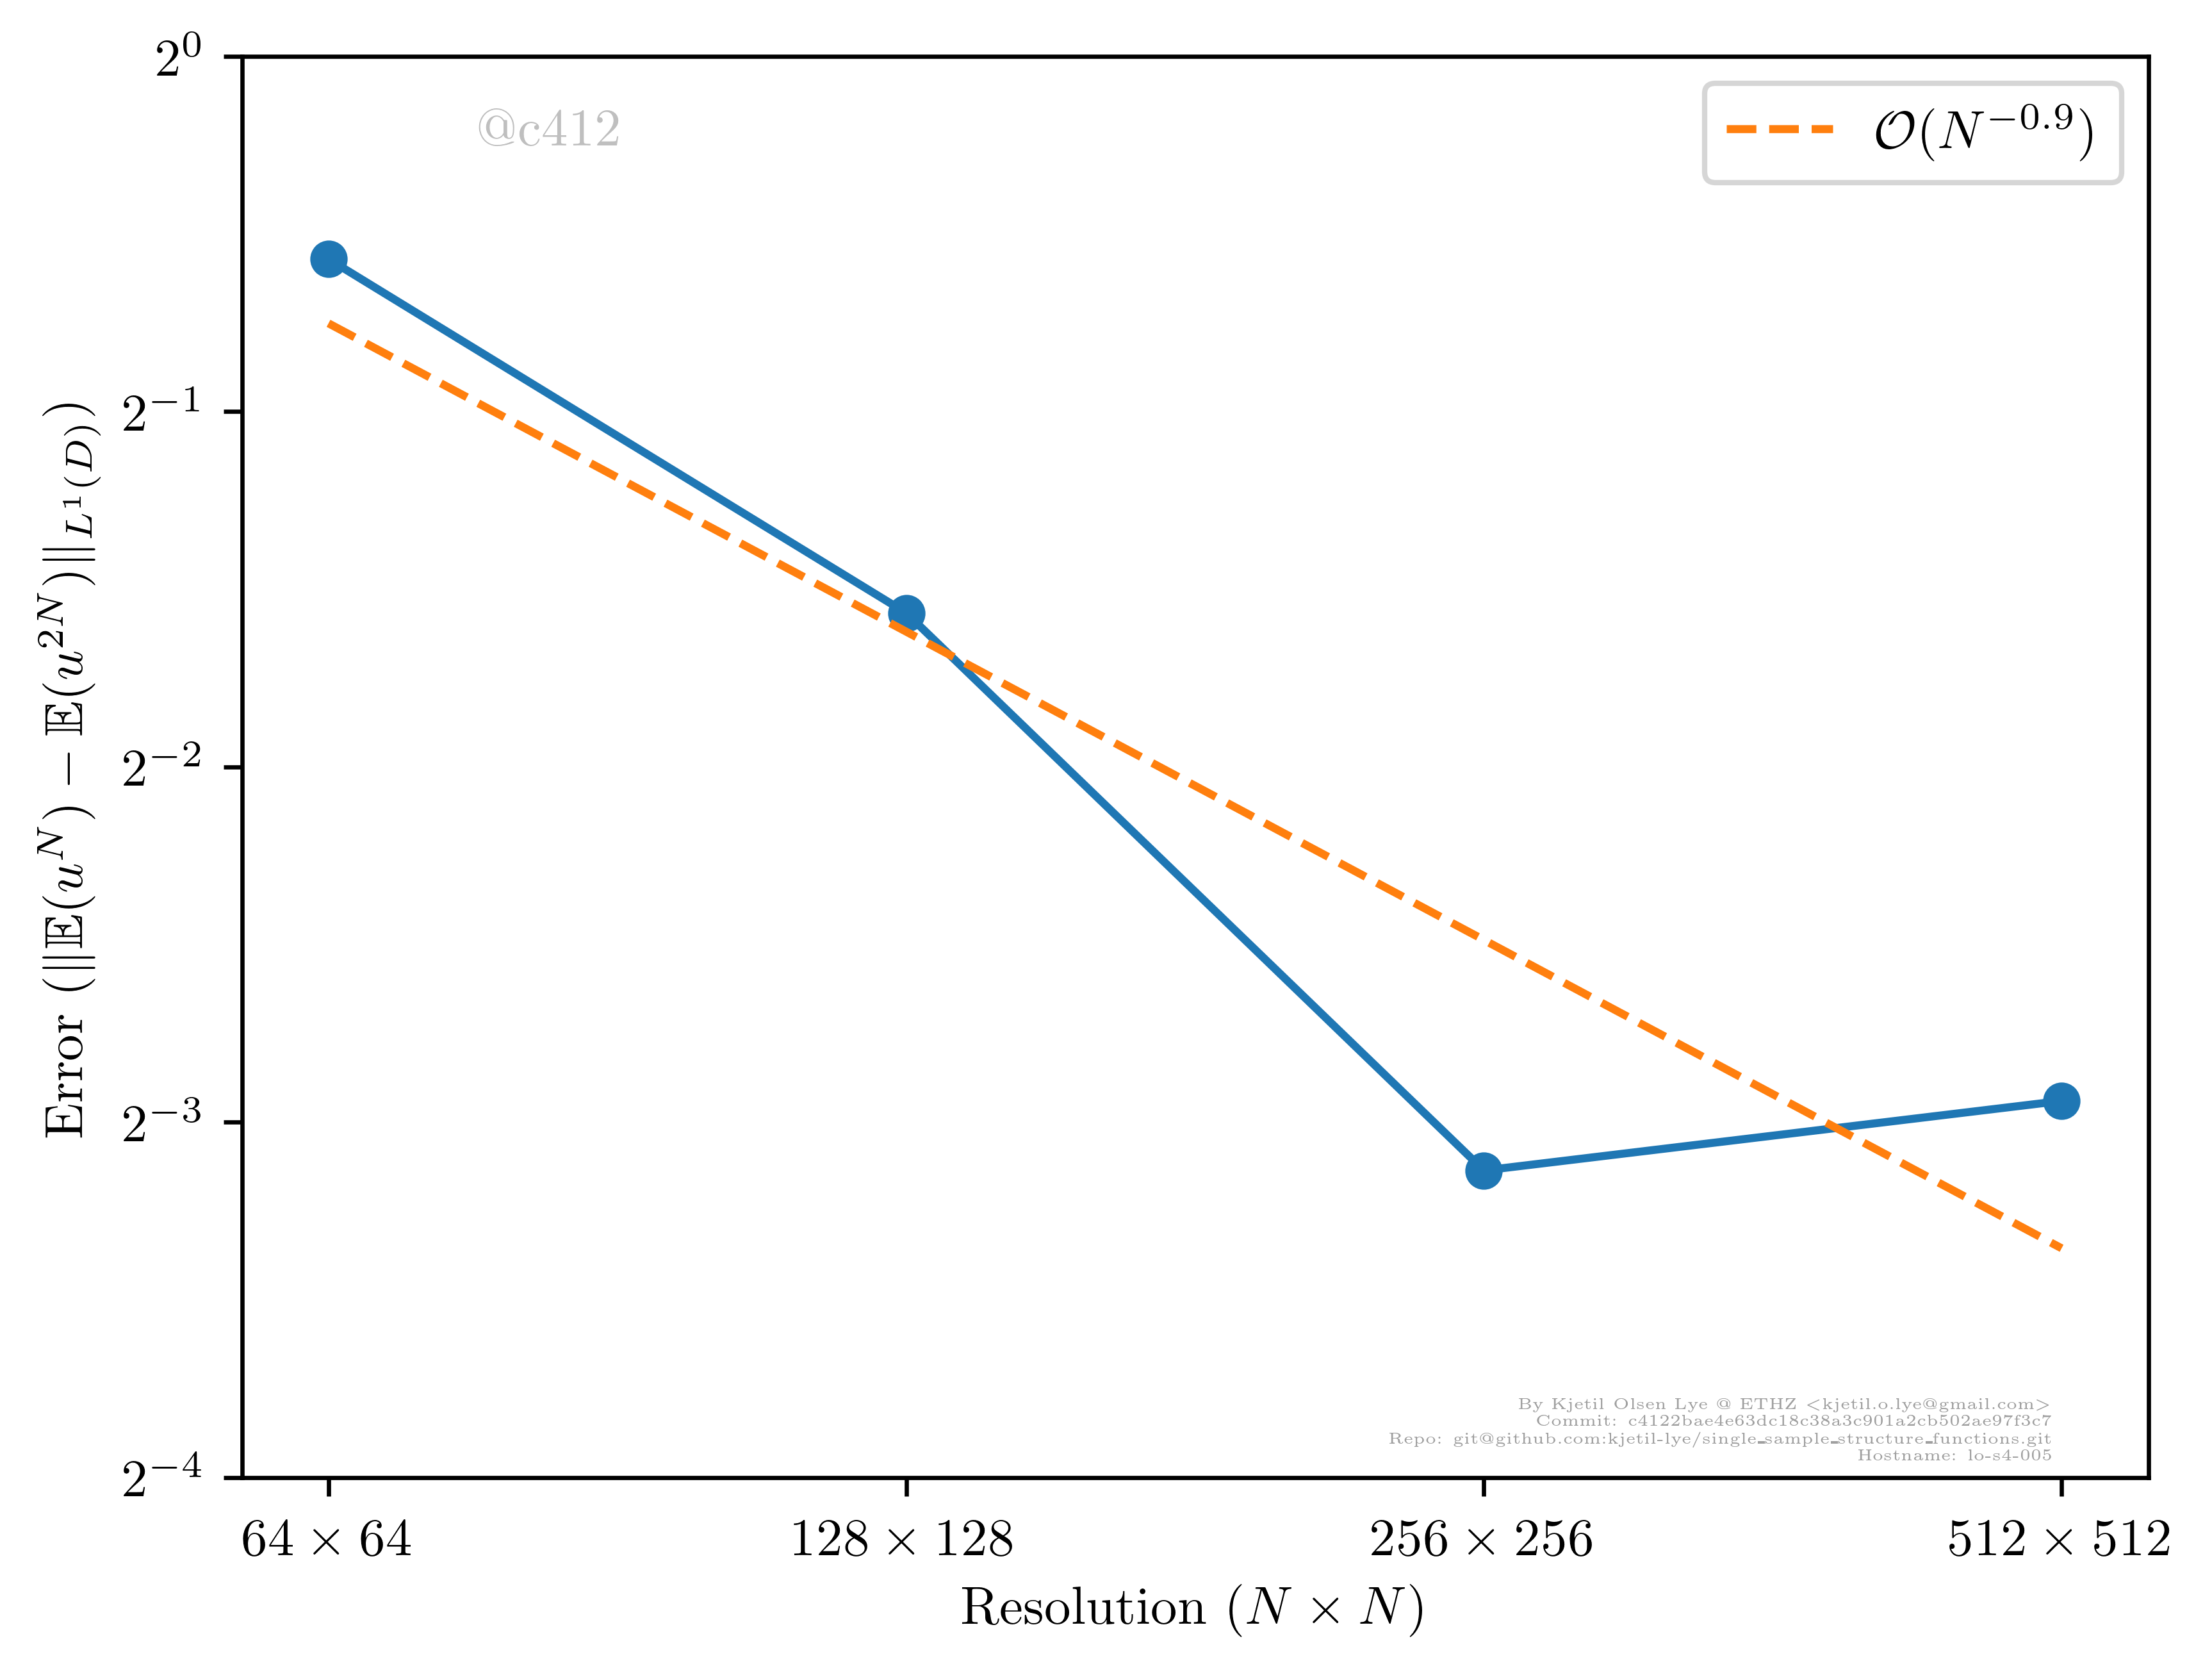 2^0
@c412
O(N^{-0.9})
2^{-1}
2^{-2}
2^{-3}
2^{-4}
Error (||𝔼(u^N) − 𝔼(u^{2N})||_{L^1(D)})
By Kjetil Olsen Lye @ ETHZ <kjetil.o.lye@gmail.com>
Commit: c4122bae4e63dc18c38a3c901a2cb502ae97f3c7
Repo: git@github.com:kjetil-lye/single_sample_structure_functions.git
Hostname: lo-s4-005
64 × 64
128 × 128
256 × 256
512 × 512
Resolution (N × N)